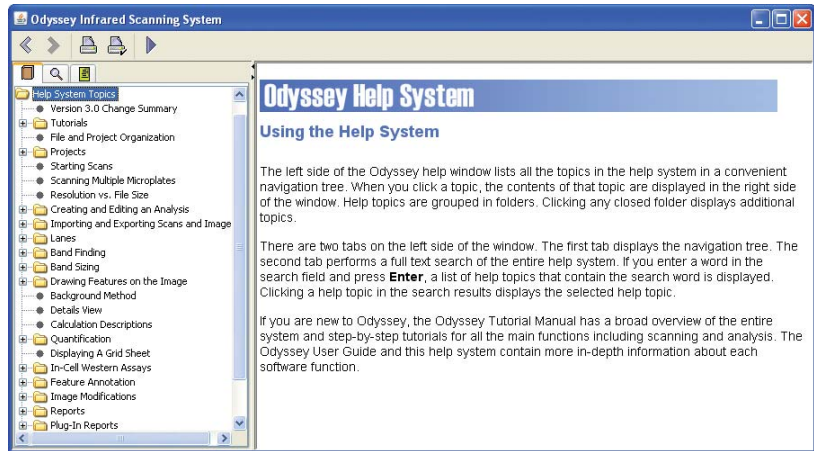 Odyssey Infrared Scanning System
Help System Topics
Version 3.0 Change Summary
Tutorials
File and Project Organization
Projects
Starting Scans
Scanning Multiple Microplates
Resolution vs. File Size
Creating and Editing an Analysis
Importing and Exporting Scans and Image
Lanes
Band Finding
Band Sizing
Drawing Features on the Image
Background Method
Details View
Calculation Descriptions
Quantification
Displaying A Grid Sheet
In-Cell Western Assays
Feature Annotation
Image Modifications
Reports
Plug-In Reports
Odyssey Help System
Using the Help System
The left side of the Odyssey help window lists all the topics in the help system in a convenient
navigation tree. When you click a topic, the contents of that topic are displayed in the right side
of the window. Help topics are grouped in folders. Clicking any closed folder displays additional
topics.
There are two tabs on the left side of the window. The first tab displays the navigation tree. The
second tab performs a full text search of the entire help system. If you enter a word in the
search field and press Enter, a list of help topics that contain the search word is displayed.
Clicking a help topic in the search results displays the selected help topic.
If you are new to Odyssey, the Odyssey Tutorial Manual has a broad overview of the entire
system and step-by-step tutorials for all the main functions including scanning and analysis. The
Odyssey User Guide and this help system contain more in-depth information about each
software function.